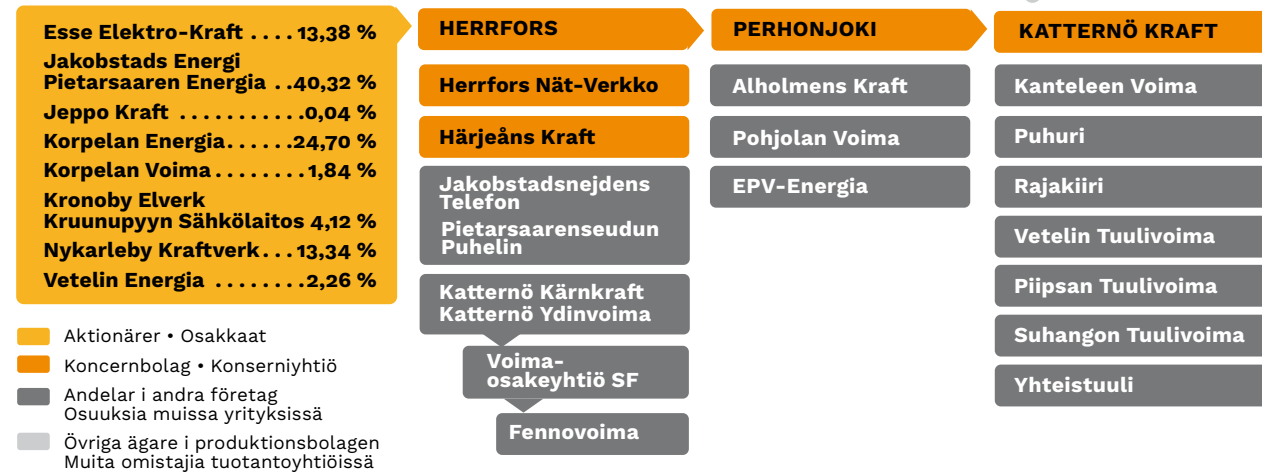 Esse Elektro-Kraft .... 13,38 %
Jakobstads Energi
Pietarsaaren Energia . .40,32 %
Jeppo Kraft ...........0,04 %
Korpelan Energia......24,70 %
Korpelan Voima........1,84 %
Kronoby Elverk
Kruunupyyn Sähkölaitos 4,12 %
Nykarleby Kraftverk...13,34 %
Vetelin Energia ........2,26 %
Aktionärer • Osakkaat
Koncernbolag • Konserniyhtiö
Andelar i andra företag
Osuuksia muissa yrityksissä
Övriga ägare i produktionsbolagen
Muita omistajia tuotantoyhtiöissä
HERRFORS
Herrfors Nät-Verkko
Härjeåns Kraft
Jakobstadsnejdens
Telefon
Pietarsaarenseudun
Puhelin
Katternö Kärnkraft
Katternö Ydinvoima
Voima-
osakeyhtiö SF
Fennovoima
PERHONJOKI
Alholmens Kraft
Pohjolan Voima
EPV-Energia
KATTERNÖ KRAFT
Kanteleen Voima
Puhuri
Rajakiiri
Vetelin Tuulivoima
Piipsan Tuulivoima
Suhangon Tuulivoima
Yhteistuuli